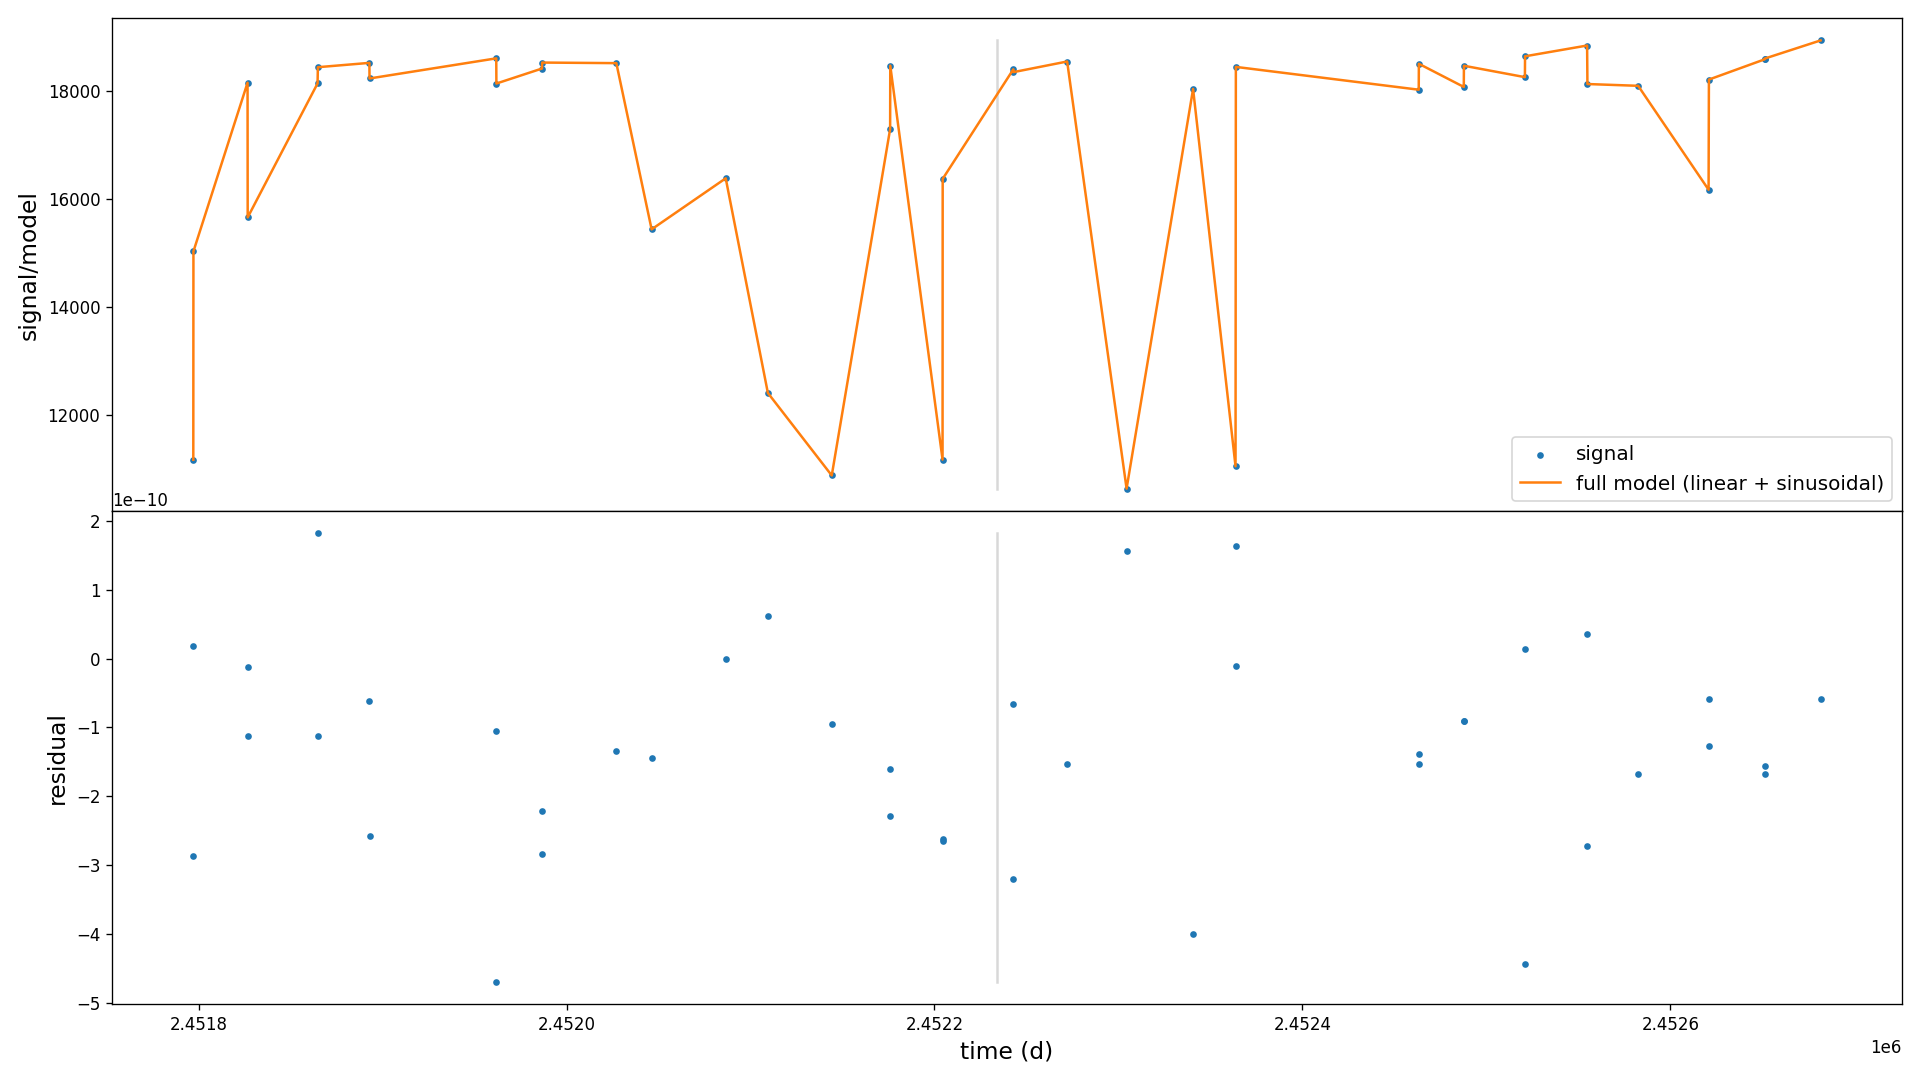 18000
16000
14000
12000
signal/model
signal
full model (linear + sinusoidal)
1e−10
2
1
0
−1
−2
−3
−4
−5
residual
2.4518
2.4520
2.4522
2.4524
2.4526
time (d)
1e6